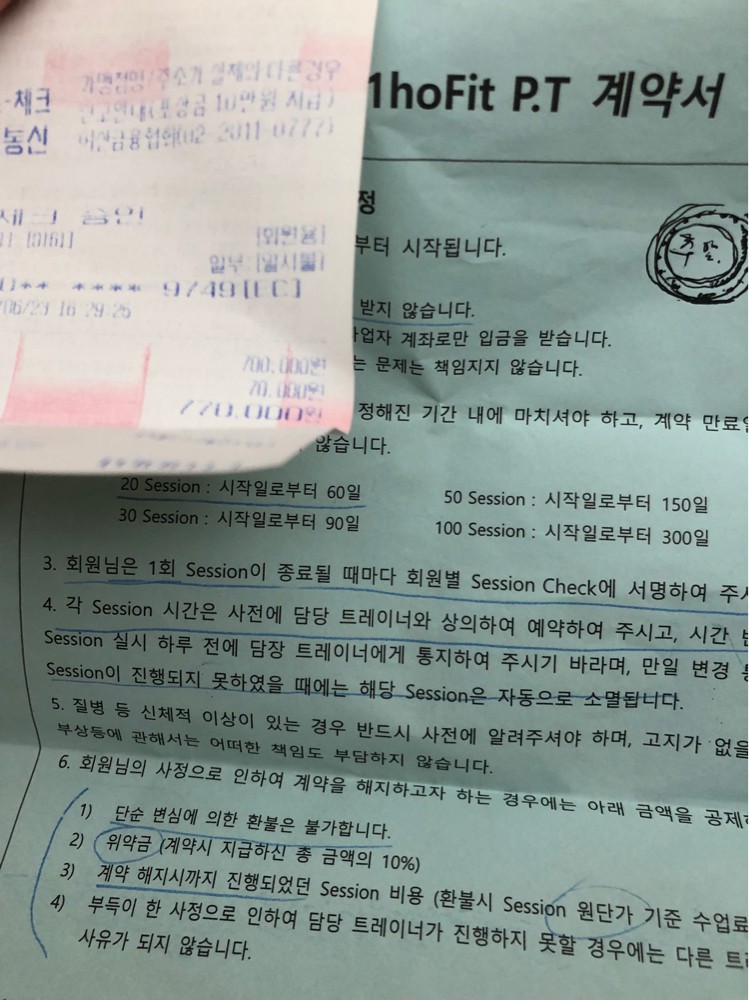 가맹점명/주소가 실제와 다른경우
체크 신고안내(포상금 10만원 지급)
동신 여신금융협회(02-2011-0777)
체크 승인
[0161] [회원용]
일부:[일시불]
0** **** 9749[EC]
/06/23 16:29:26
700,000원
70,000원
770,000원
1hoFit P.T 계약서
정
부터 시작됩니다.
추 발.
받지 않습니다.
사업자 계좌로만 입금을 받습니다.
는 문제는 책임지지 않습니다.
정해진 기간 내에 마치셔야 하고, 계약 만료일
않습니다.
20 Session : 시작일로부터 60일 50 Session : 시작일로부터 150일
30 Session : 시작일로부터 90일 100 Session : 시작일로부터 300일
3. 회원님은 1회 Session이 종료될 때마다 회원별 Session Check에 서명하여 주시
4. 각 Session 시간은 사전에 담당 트레이너와 상의하여 예약하여 주시고, 시간 변
Session 실시 하루 전에 담장 트레이너에게 통지하여 주시기 바라며, 만일 변경
Session이 진행되지 못하였을 때에는 해당 Session은 자동으로 소멸됩니다.
5. 질병 등 신체적 이상이 있는 경우 반드시 사전에 알려주셔야 하며, 고지가 없을
부상등에 관해서는 어떠한 책임도 부담하지 않습니다.
6. 회원님의 사정으로 인하여 계약을 해지하고자 하는 경우에는 아래 금액을 공제하
1) 단순 변심에 의한 환불은 불가합니다.
2) 위약금 (계약시 지급하신 총 금액의 10%)
3) 계약 해지시까지 진행되었던 Session 비용 (환불시 Session 원단가 기준 수업료
4) 부득이 한 사정으로 인하여 담당 트레이너가 진행하지 못할 경우에는 다른 트레
사유가 되지 않습니다.